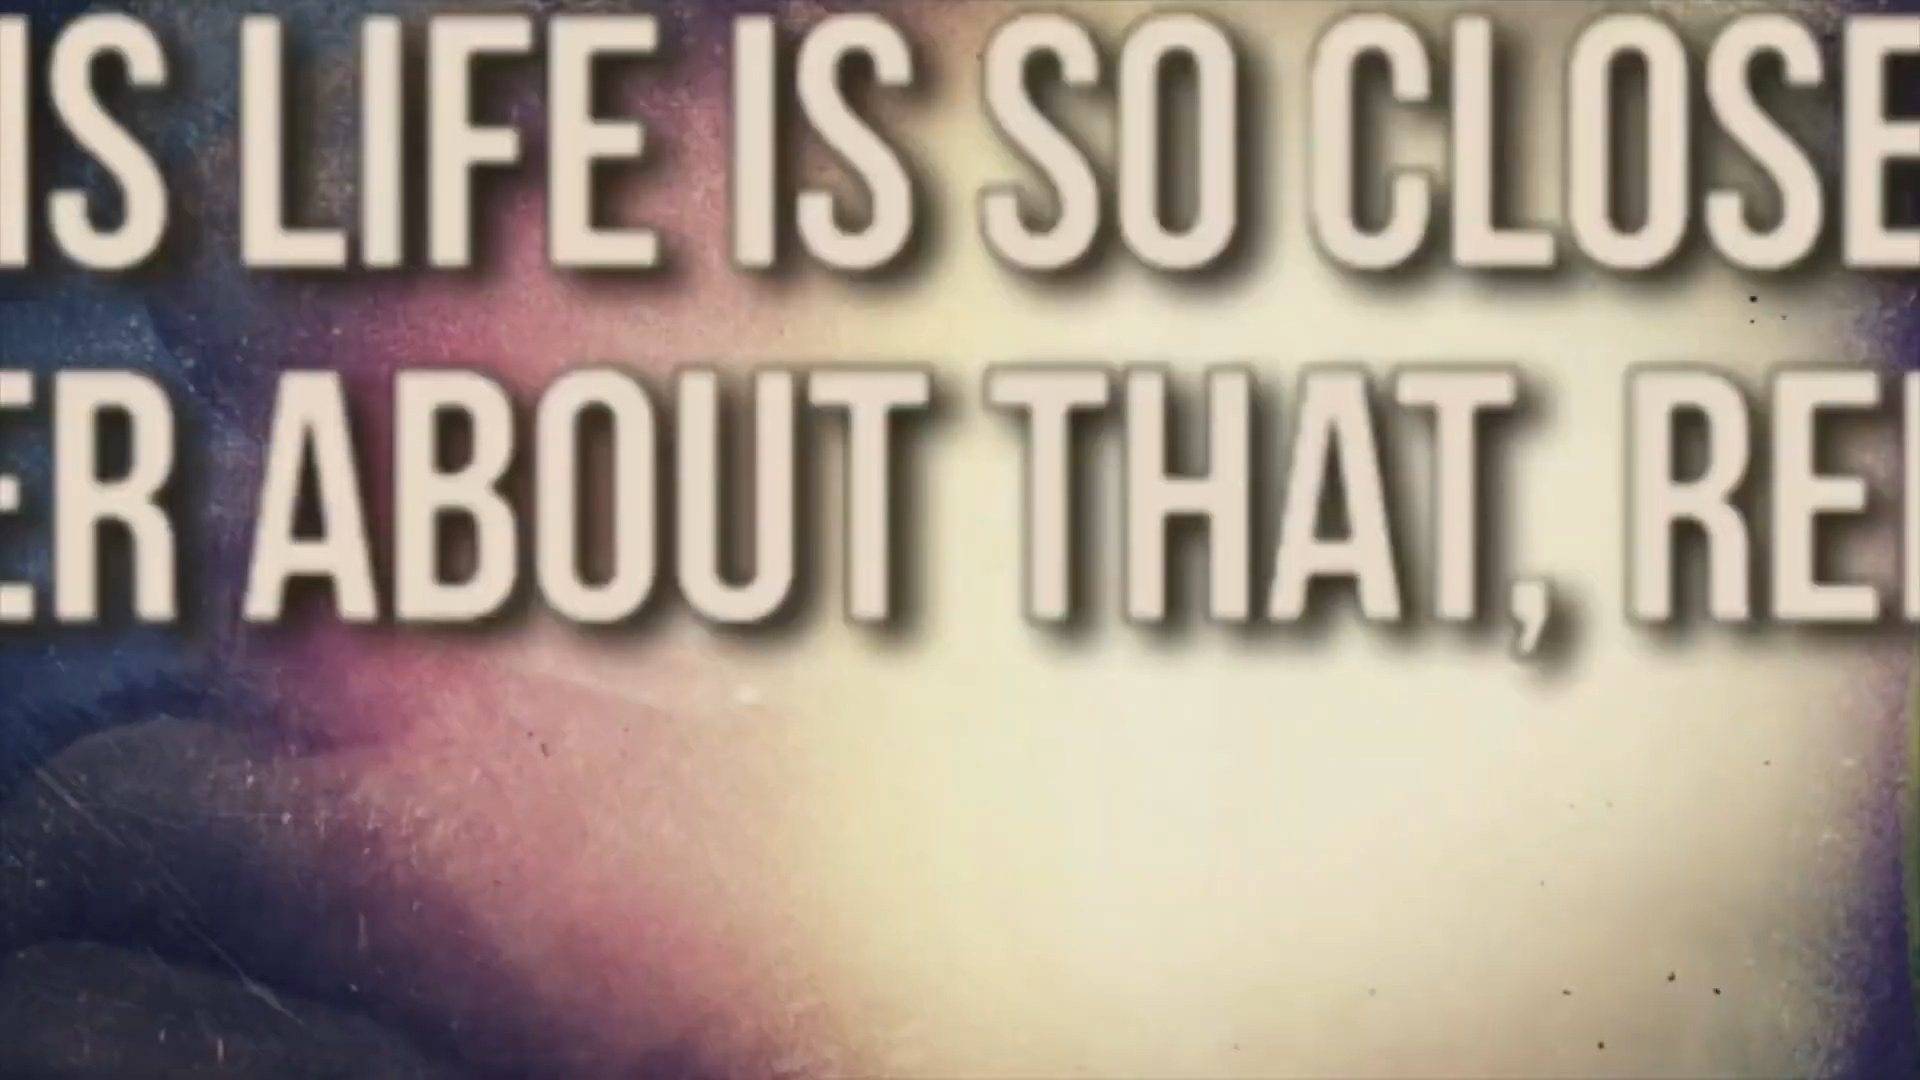 IS LIFE IS SO CLOSE
ER ABOUT THAT, RE